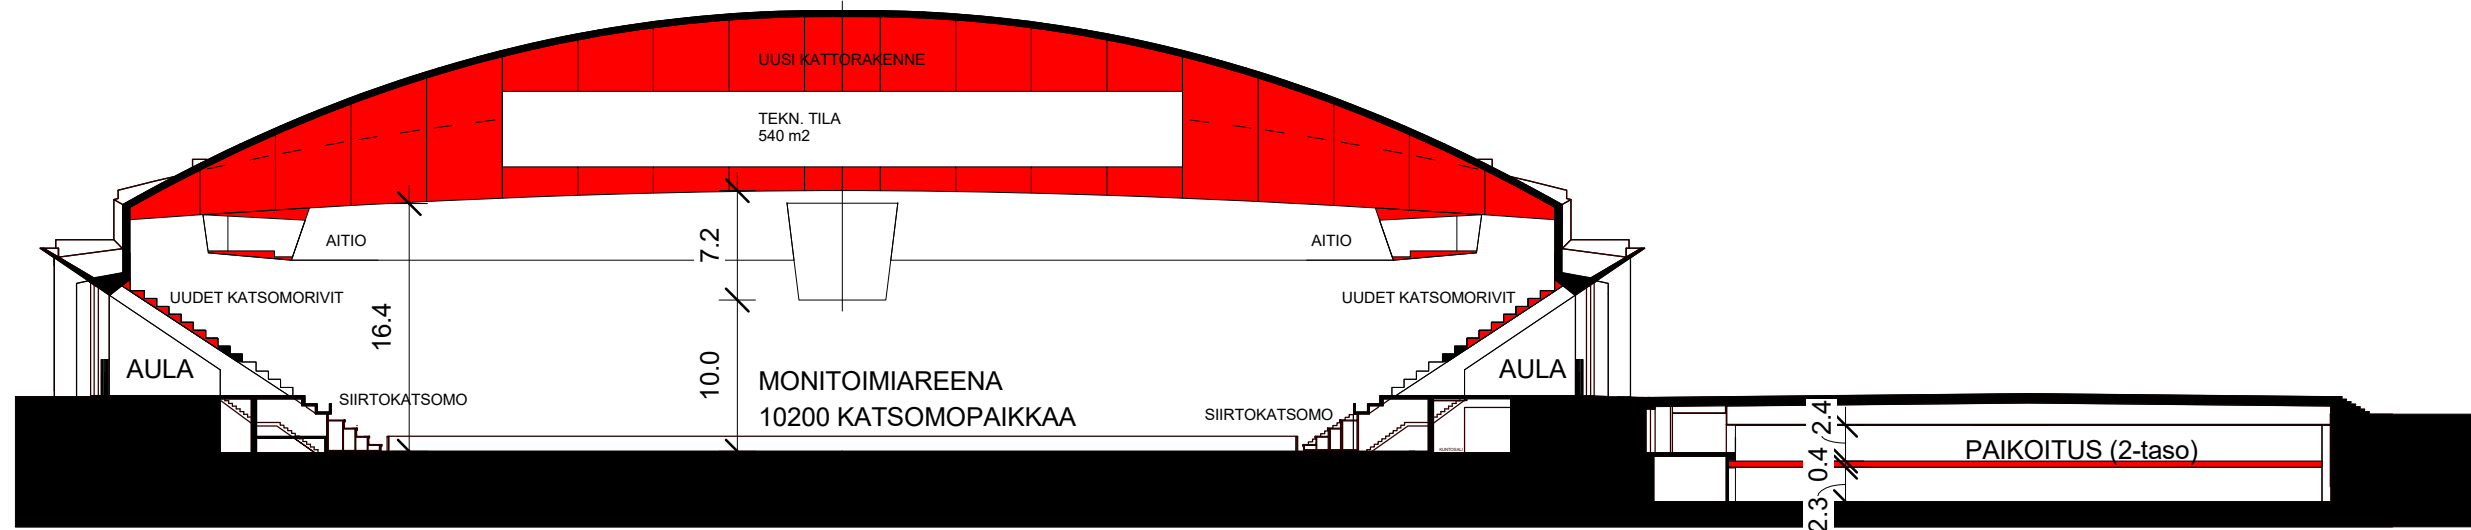 UUSI KATTORAKENNE
TEKN. TILA
540 m2
AITIO
AITIO
7.2
UUDET KATSOMORIVIT
UUDET KATSOMORIVIT
16.4
10.0
AULA
MONITOIMIAREENA
10200 KATSOMOPAIKKAA
AULA
SIIRTOKATSOMO
SIIRTOKATSOMO
KUNTOSALI
2.4
0.4
2.3
PAIKOITUS (2-taso)